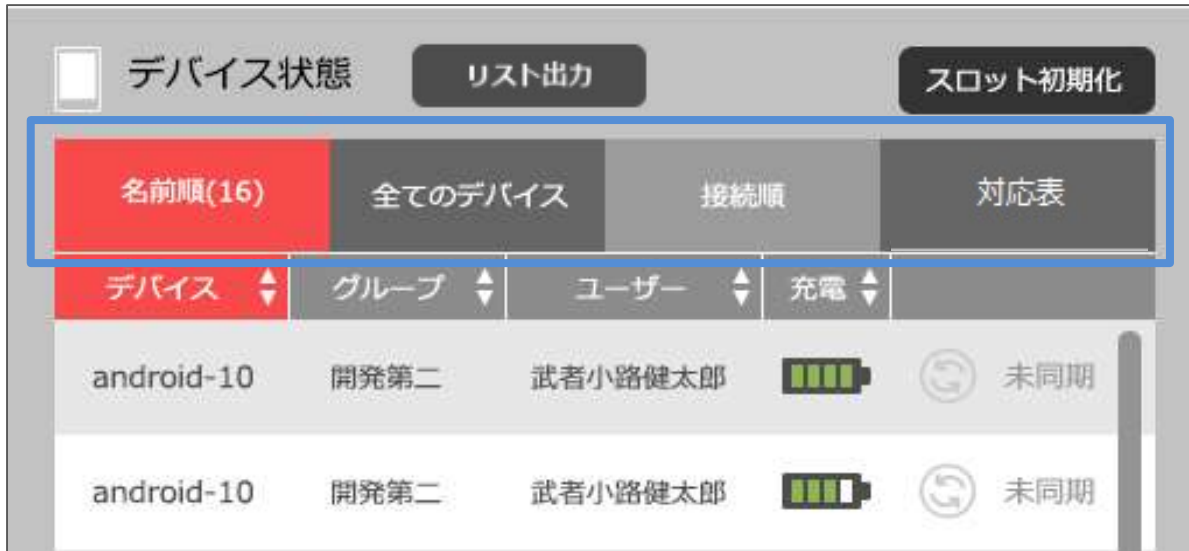 デバイス状態 リスト出力 スロット初期化
名前順(16) 全てのデバイス 接続順 対応表
デバイス グループ ユーザー 充電
android-10 開発第二 武者小路健太郎 未同期
android-10 開発第二 武者小路健太郎 未同期